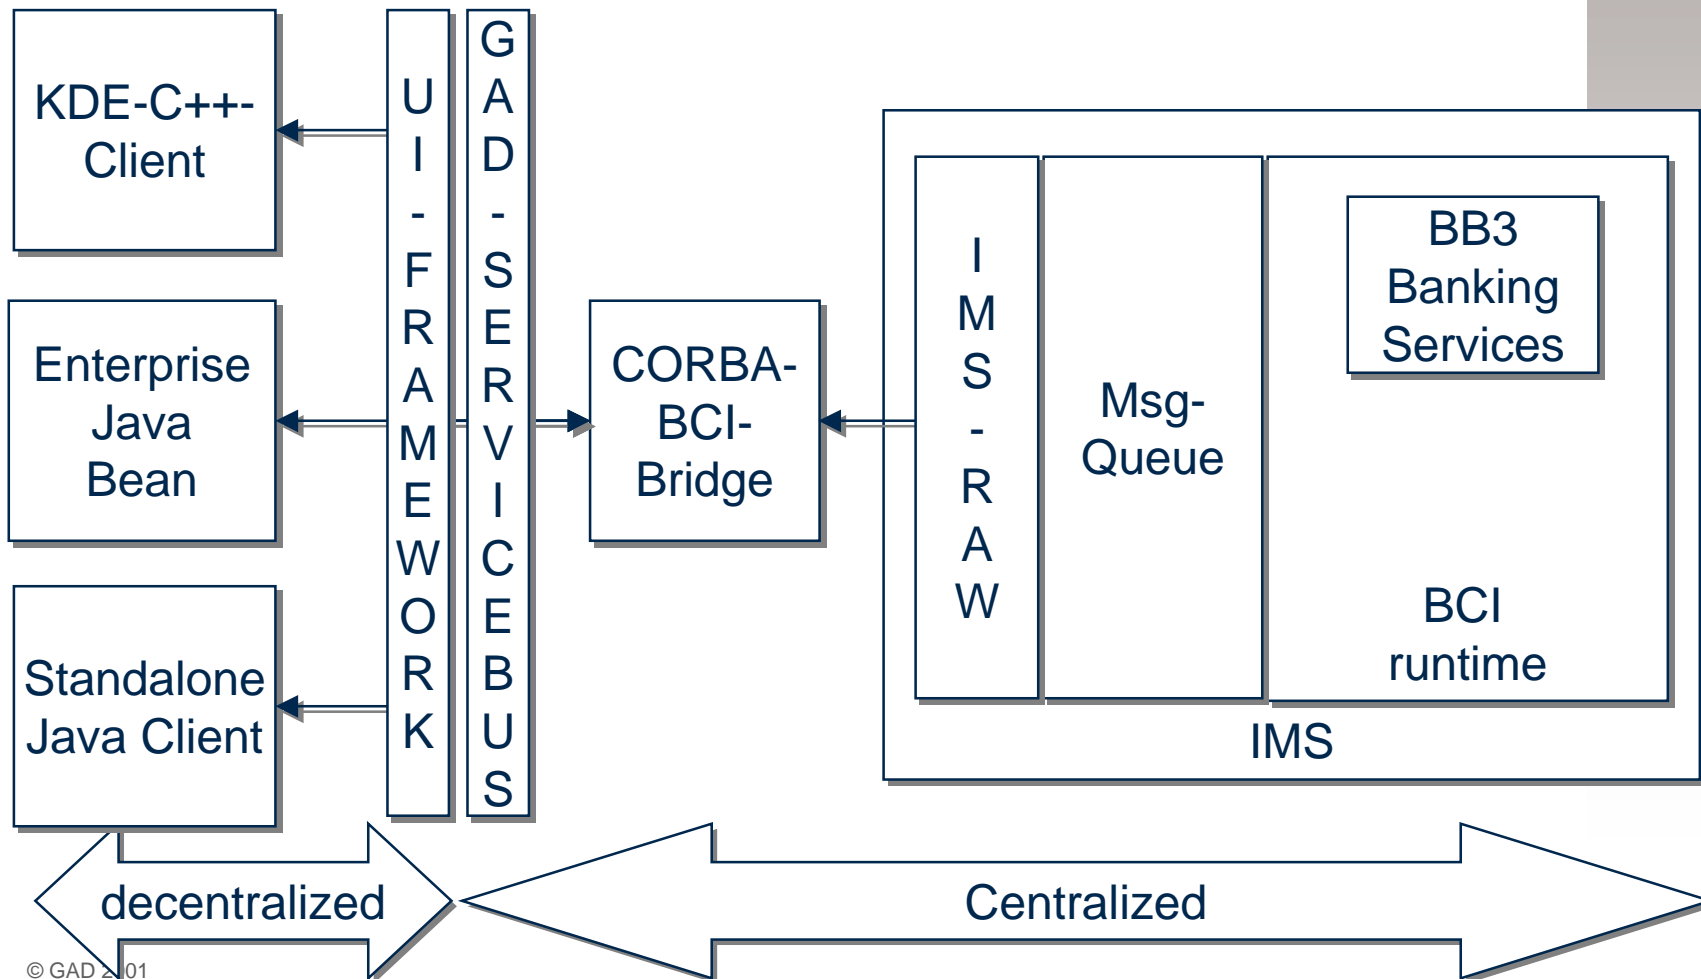 KDE-C++-
Client
Enterprise
Java
Bean
Standalone
Java Client
UI-FRAMEWORK
GAD-SERVICEBUS
CORBA-
BCI-
Bridge
IMS-RAW
Msg-
Queue
BB3
Banking
Services
BCI
runtime
IMS
decentralized
Centralized
© GAD 2001